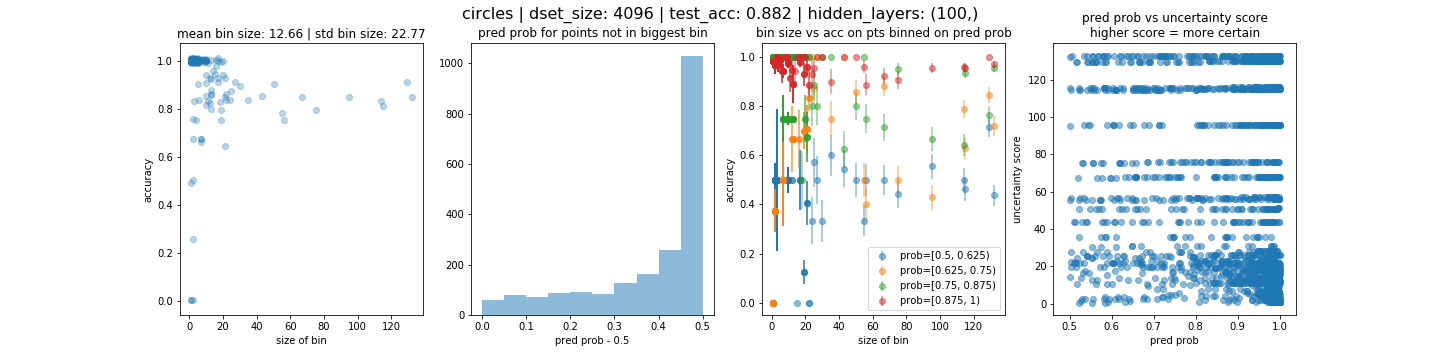 circles | dset_size: 4096 | test_acc: 0.882 | hidden_layers: (100,)
mean bin size: 12.66 | std bin size: 22.77
accuracy
1.0
0.8
0.6
0.4
0.2
0.0
0 20 40 60 80 100 120
size of bin
pred prob for points not in biggest bin
1000
800
600
400
200
0
0.0 0.1 0.2 0.3 0.4 0.5
pred prob - 0.5
bin size vs acc on pts binned on pred prob
accuracy
1.0
0.8
0.6
0.4
0.2
0.0
prob=[0.5, 0.625)
prob=[0.625, 0.75)
prob=[0.75, 0.875)
prob=[0.875, 1)
0 20 40 60 80 100 120
size of bin
pred prob vs uncertainty score
higher score = more certain
uncertainty score
120
100
80
60
40
20
0
0.5 0.6 0.7 0.8 0.9 1.0
pred prob